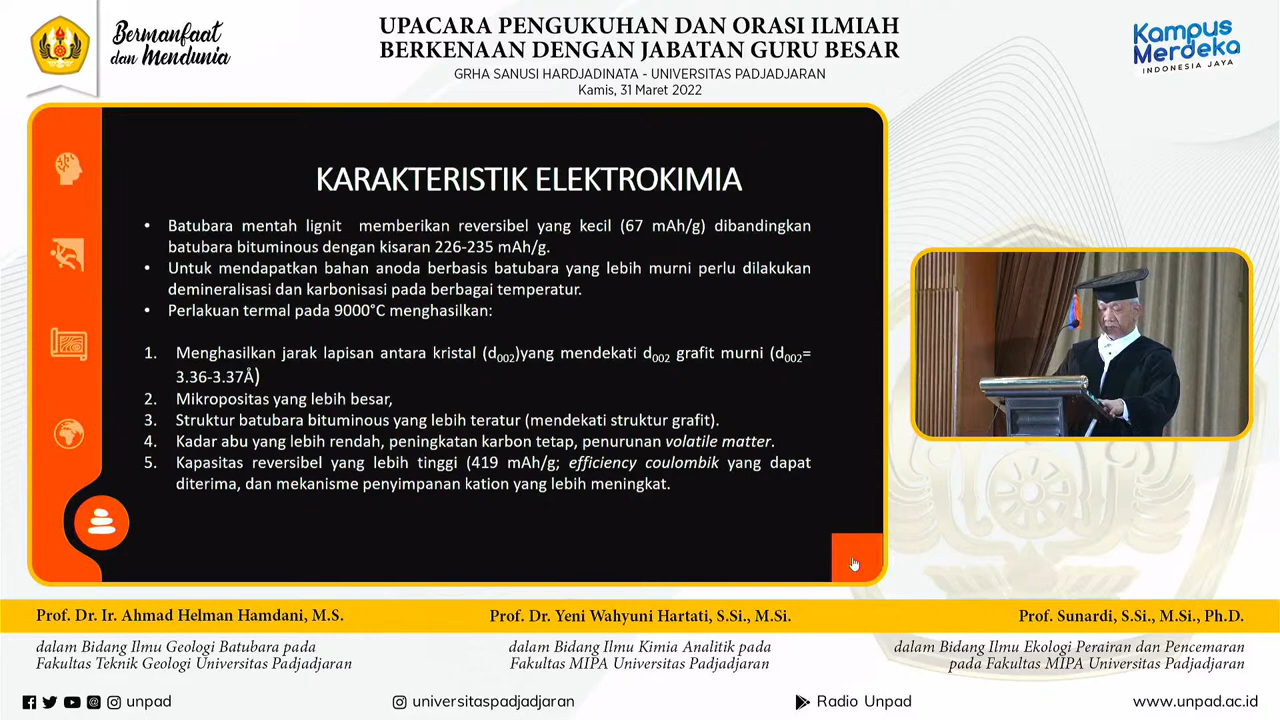 Bermanfaat
dan Mendunia
UPACARA PENGUKUHAN DAN ORASI ILMIAH
BERKENAAN DENGAN JABATAN GURU BESAR
GRHA SANUSI HARDJADINATA - UNIVERSITAS PADJADJARAN
Kamis, 31 Maret 2022
Kampus
Merdeka
INDONESIA JAYA
KARAKTERISTIK ELEKTROKIMIA
• Batubara mentah lignit memberikan reversibel yang kecil (67 mAh/g) dibandingkan
batubara bituminous dengan kisaran 226-235 mAh/g.
• Untuk mendapatkan bahan anoda berbasis batubara yang lebih murni perlu dilakukan
demineralisasi dan karbonisasi pada berbagai temperatur.
• Perlakuan termal pada 9000°C menghasilkan:
1. Menghasilkan jarak lapisan antara kristal (d002)yang mendekati d002 grafit murni (d002=
3.36-3.37Å)
2. Mikropositas yang lebih besar,
3. Struktur batubara bituminous yang lebih teratur (mendekati struktur grafit).
4. Kadar abu yang lebih rendah, peningkatan karbon tetap, penurunan volatile matter.
5. Kapasitas reversibel yang lebih tinggi (419 mAh/g; efficiency coulombik yang dapat
diterima, dan mekanisme penyimpanan kation yang lebih meningkat.
Prof. Dr. Ir. Ahmad Helman Hamdani, M.S.
dalam Bidang Ilmu Geologi Batubara pada
Fakultas Teknik Geologi Universitas Padjadjaran
Prof. Dr. Yeni Wahyuni Hartati, S.Si., M.Si.
dalam Bidang Ilmu Kimia Analitik pada
Fakultas MIPA Universitas Padjadjaran
Prof. Sunardi, S.Si., M.Si., Ph.D.
dalam Bidang Ilmu Ekologi Perairan dan Pencemaran
pada Fakultas MIPA Universitas Padjadjaran
unpad
universitaspadjadjaran
Radio Unpad
www.unpad.ac.id